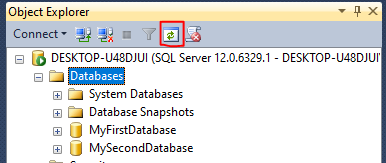 Object Explorer
Connect
DESKTOP-U48DJUI (SQL Server 12.0.6329.1 - DESKTOP-U48DJUI\
Databases
System Databases
Database Snapshots
MyFirstDatabase
MySecondDatabase